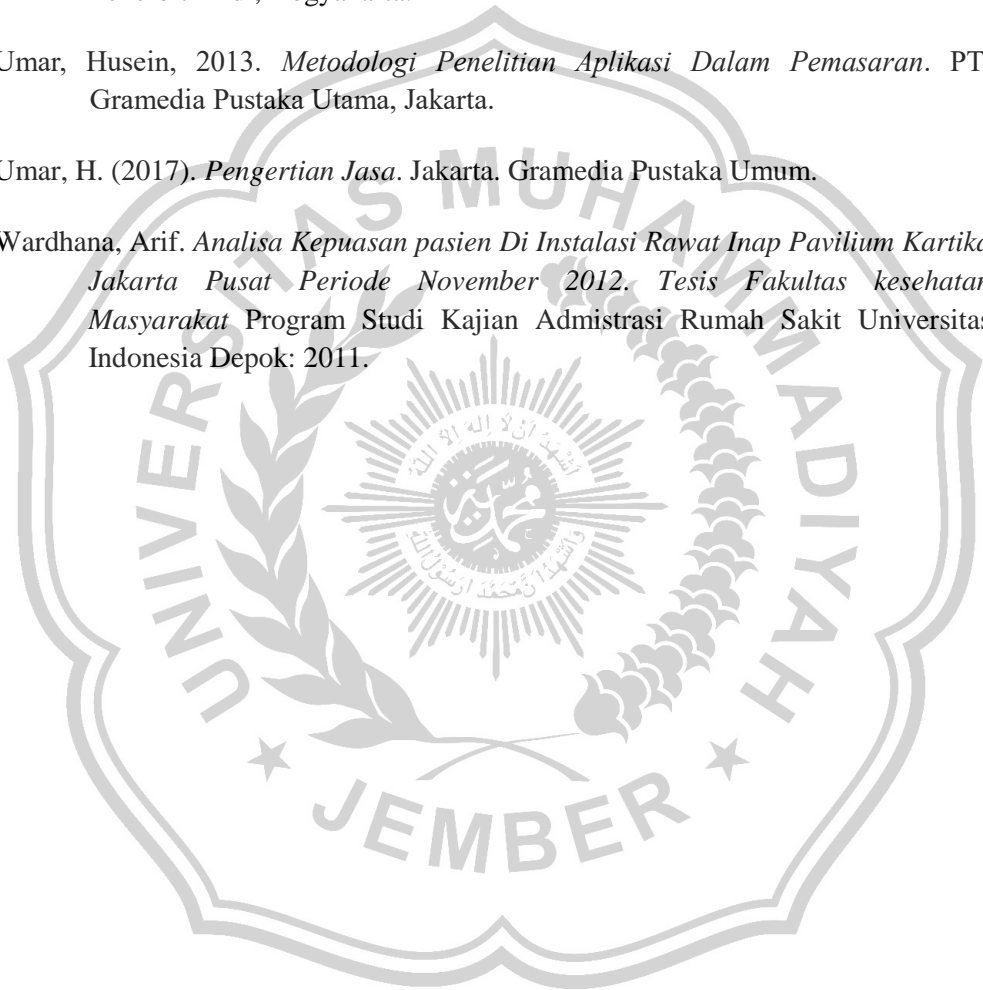 Umar, Husein, 2013. Metodologi Penelitian Aplikasi Dalam Pemasaran. PT
Gramedia Pustaka Utama, Jakarta.
Umar, H. (2017). Pengertian Jasa. Jakarta. Gramedia Pustaka Umum.
Wardhana, Arif. Analisa Kepuasan pasien Di Instalasi Rawat Inap Pavilium Kartika
Jakarta Pusat Periode November 2012. Tesis Fakultas kesehatan
Masyarakat Program Studi Kajian Admistrasi Rumah Sakit Universitas
Indonesia Depok: 2011.
UNIVERSITAS MUHAMMADIYAH
JEMBER